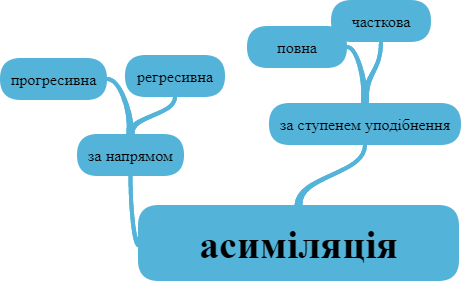 часткова
повна
прогресивна
регресивна
за ступенем уподібнення
за напрямом
асиміляція